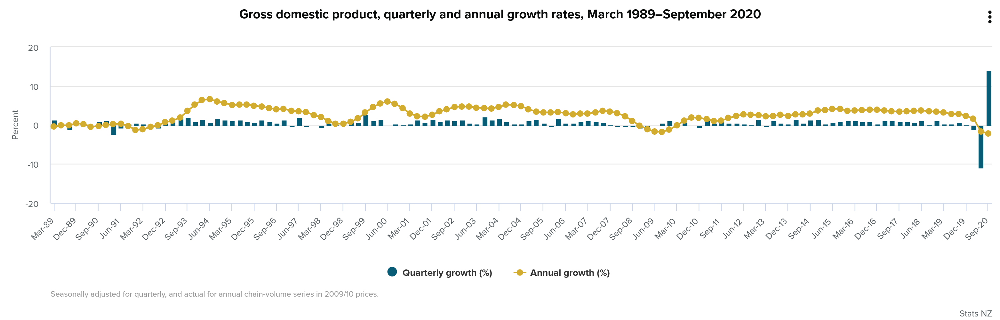 Gross domestic product, quarterly and annual growth rates, March 1989–September 2020
20
10
0
-10
-20
Percent
Mar-89
Dec-89
Sep-90
Jun-91
Mar-92
Dec-92
Sep-93
Jun-94
Mar-95
Dec-95
Sep-96
Jun-97
Mar-98
Dec-98
Sep-99
Jun-00
Mar-01
Dec-01
Sep-02
Jun-03
Mar-04
Dec-04
Sep-05
Jun-06
Mar-07
Dec-07
Sep-08
Jun-09
Mar-10
Dec-10
Sep-11
Jun-12
Mar-13
Dec-13
Sep-14
Jun-15
Mar-16
Dec-16
Sep-17
Jun-18
Mar-19
Dec-19
Sep-20
Quarterly growth (%)
Annual growth (%)
Seasonally adjusted for quarterly, and actual for annual chain-volume series in 2009/10 prices.
Stats NZ